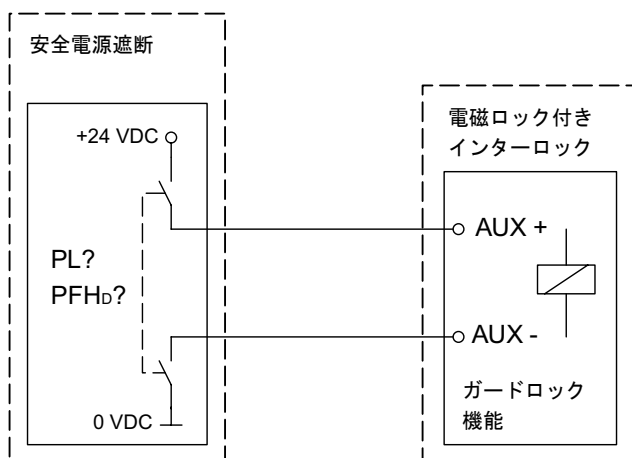 安全電源遮断
+24 VDC
PL?
PFHD?
0 VDC
電磁ロック付き
インターロック
AUX +
AUX -
ガードロック
機能